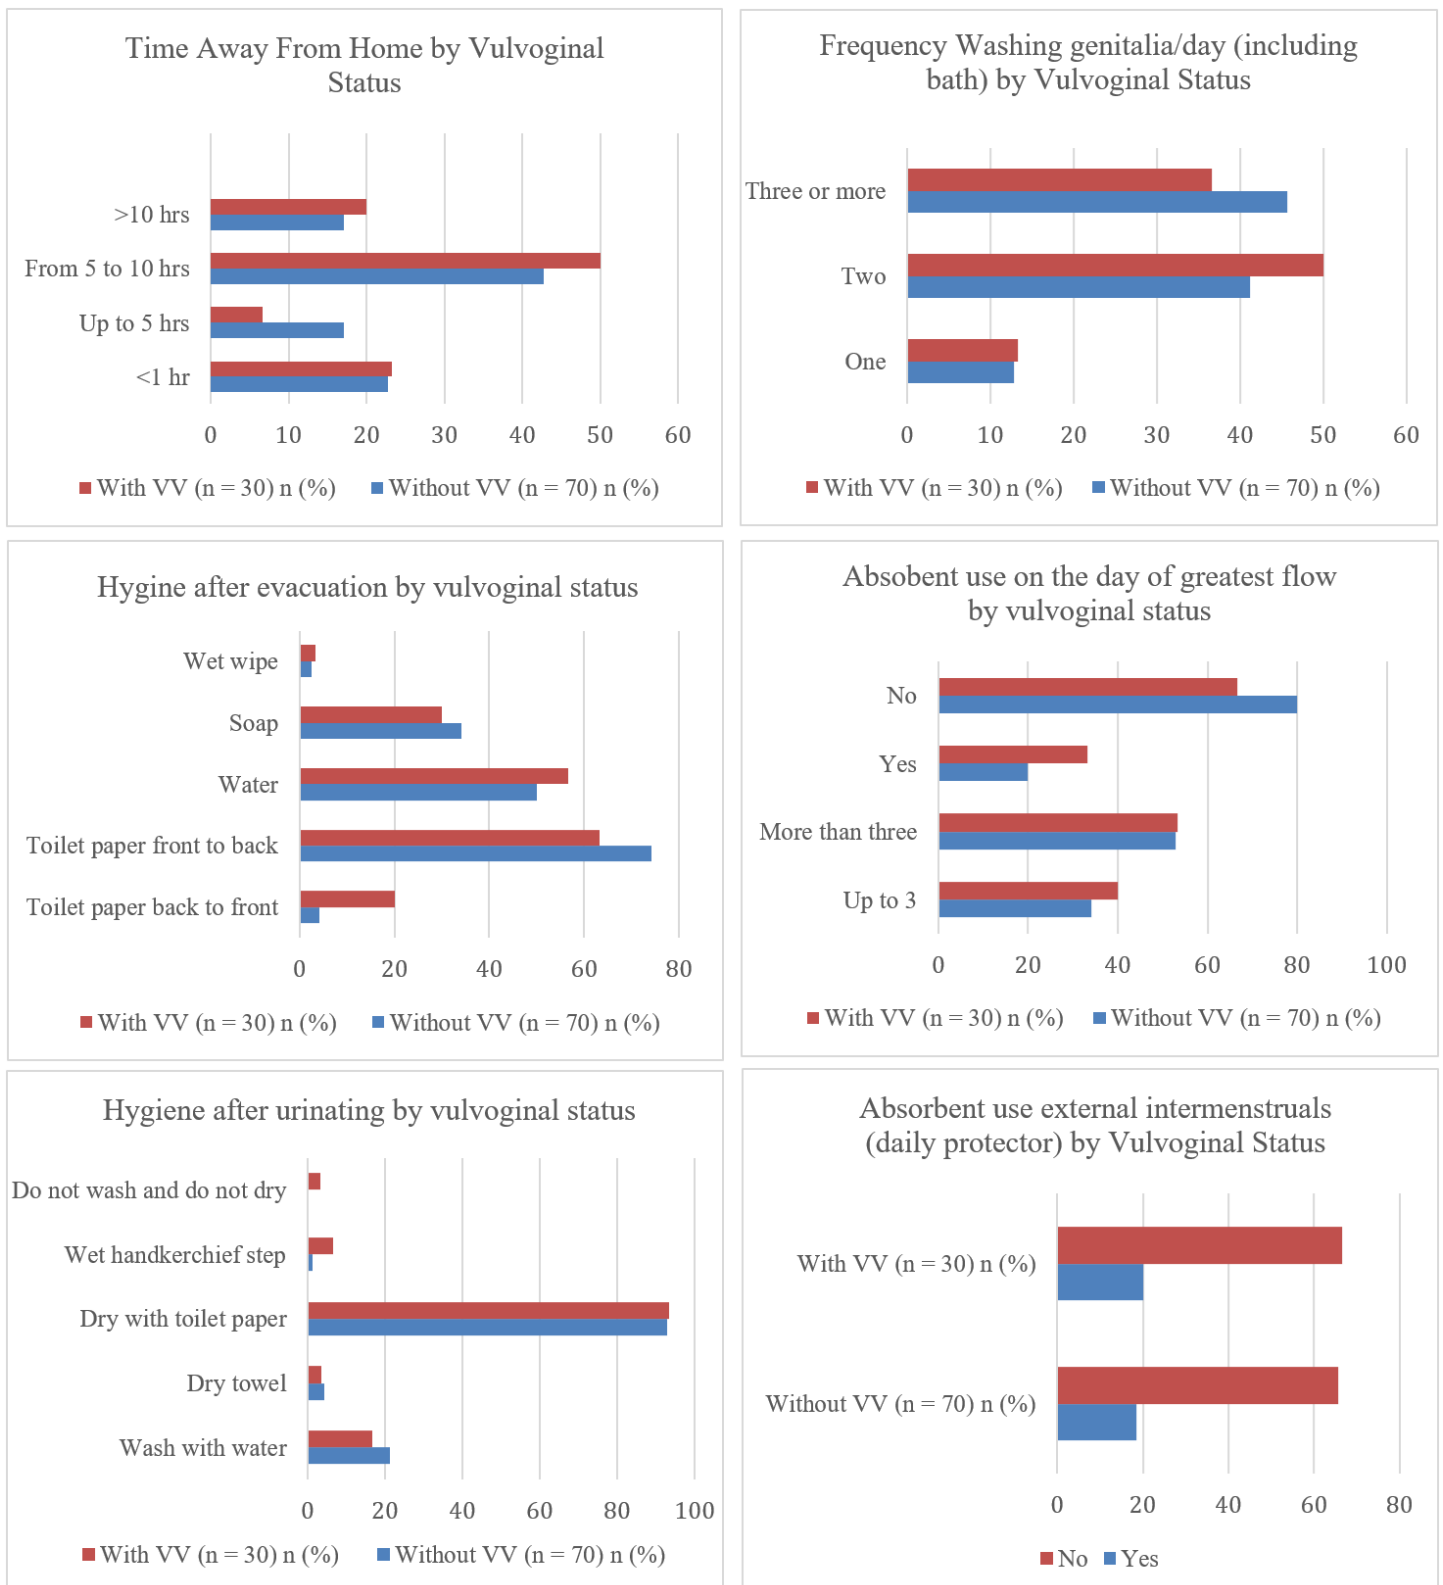 Time Away From Home by Vulvoginal
Status
>10 hrs
From 5 to 10 hrs
Up to 5 hrs
<1 hr
0 10 20 30 40 50 60
With VV (n = 30) n (%) Without VV (n = 70) n (%)
Frequency Washing genitalia/day (including
bath) by Vulvoginal Status
Three or more
Two
One
0 10 20 30 40 50 60
With VV (n = 30) n (%) Without VV (n = 70) n (%)
Hygine after evacuation by vulvoginal status
Wet wipe
Soap
Water
Toilet paper front to back
Toilet paper back to front
0 20 40 60 80
With VV (n = 30) n (%) Without VV (n = 70) n (%)
Absobent use on the day of greatest flow
by vulvoginal status
No
Yes
More than three
Up to 3
0 20 40 60 80 100
With VV (n = 30) n (%) Without VV (n = 70) n (%)
Hygiene after urinating by vulvoginal status
Do not wash and do not dry
Wet handkerchief step
Dry with toilet paper
Dry towel
Wash with water
0 20 40 60 80 100
With VV (n = 30) n (%) Without VV (n = 70) n (%)
Absorbent use external intermenstruals
(daily protector) by Vulvoginal Status
With VV (n = 30) n (%)
Without VV (n = 70) n (%)
0 20 40 60 80
No Yes